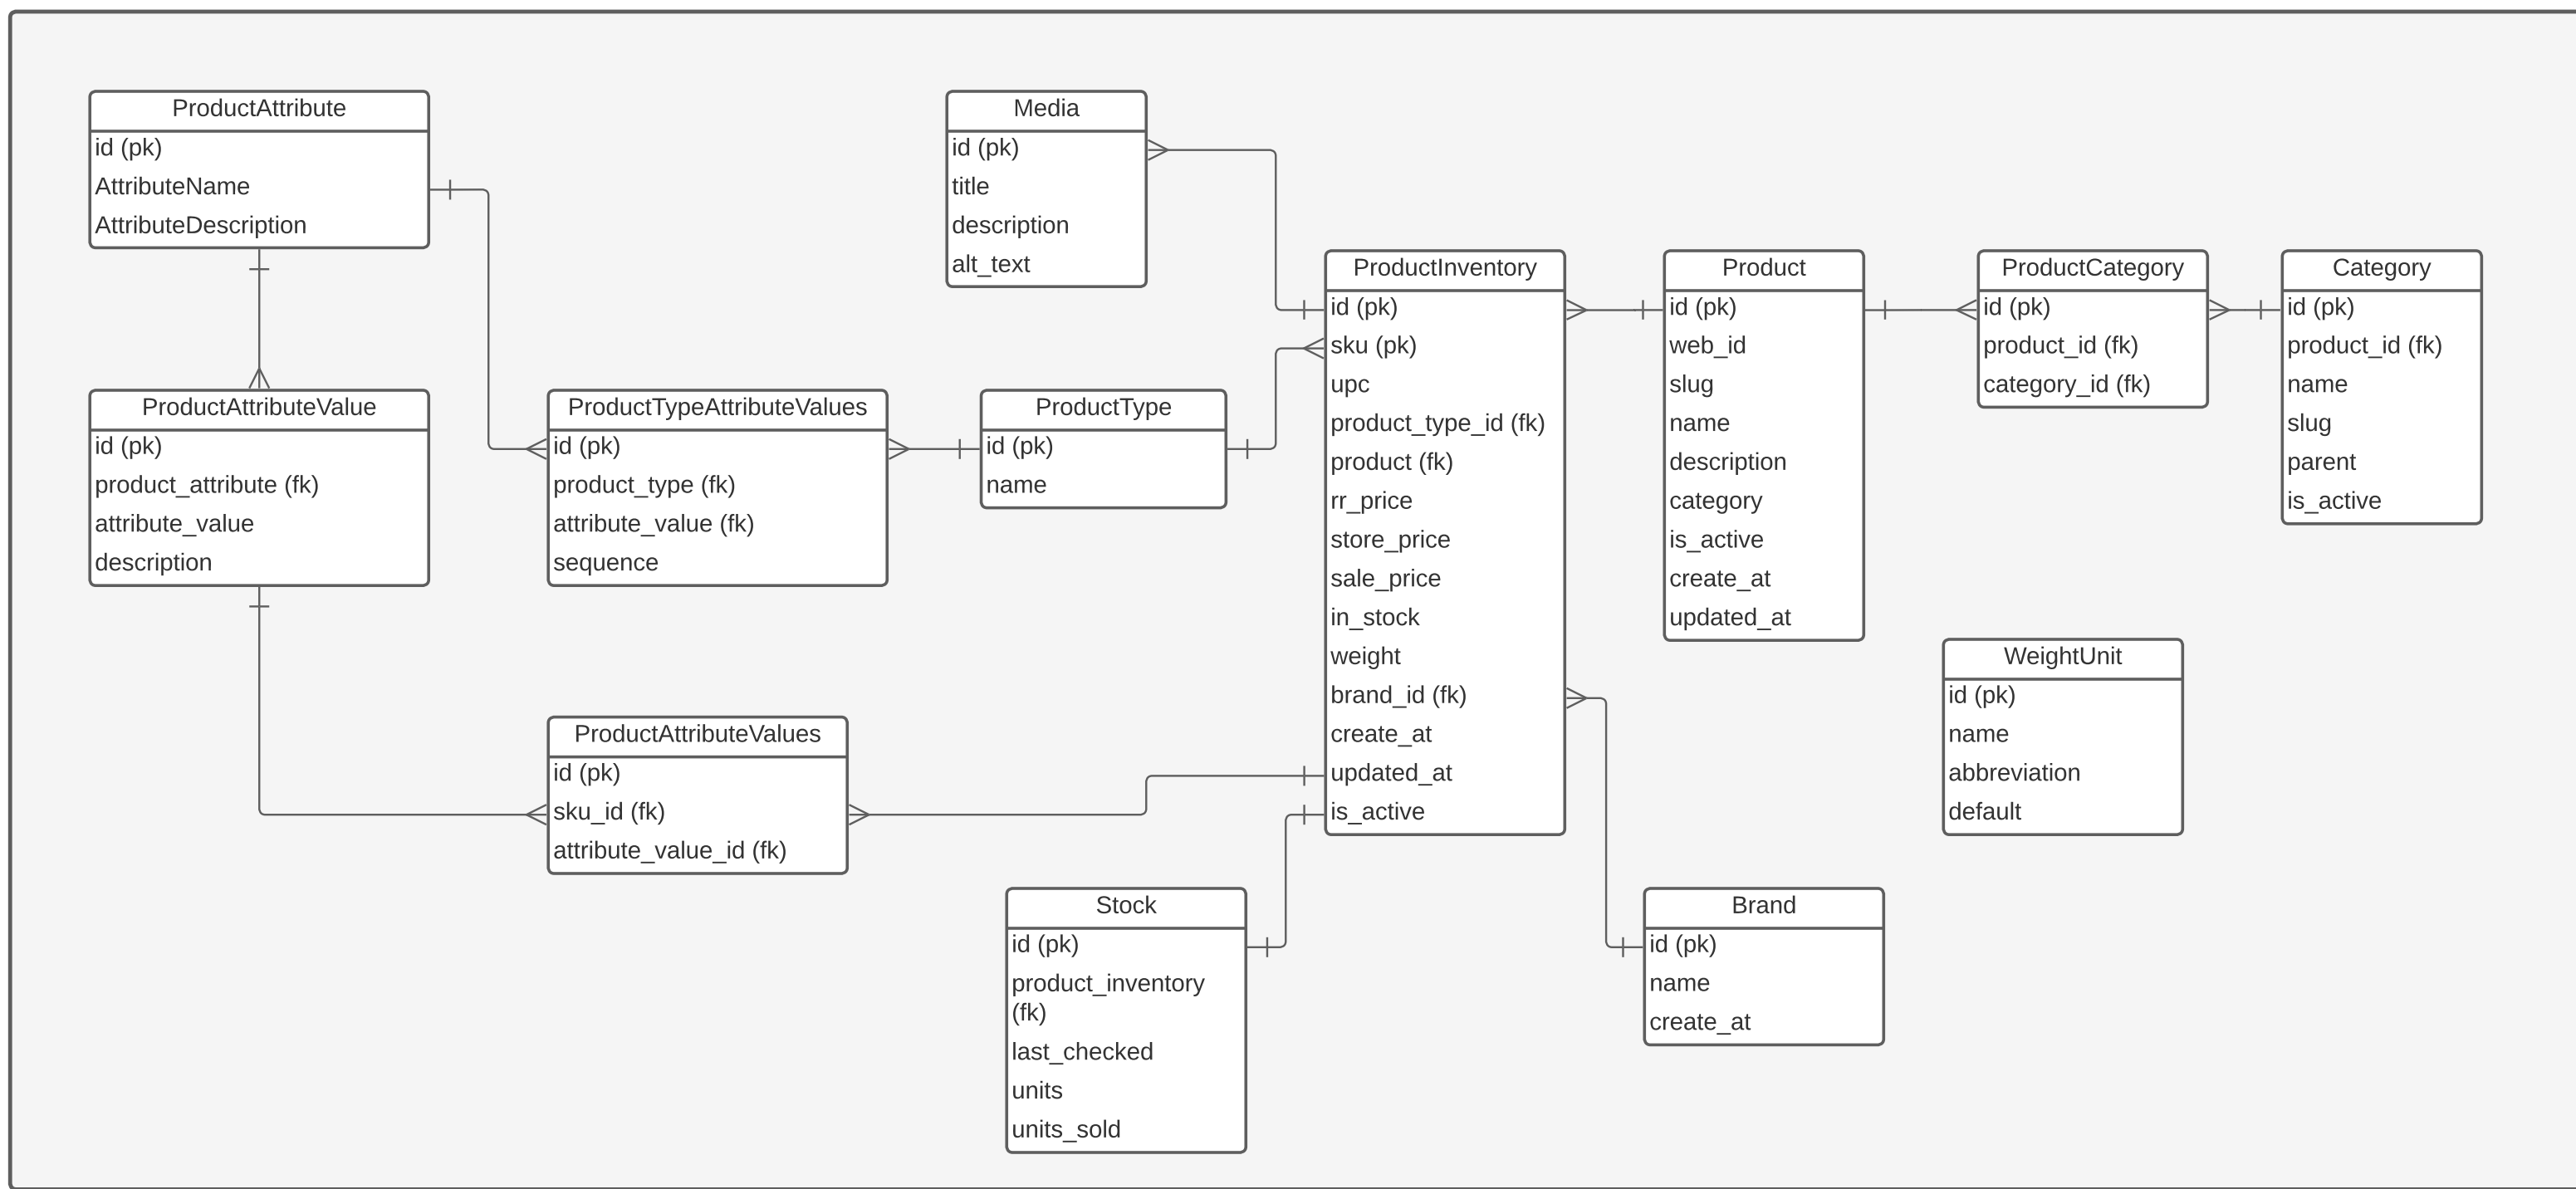 ProductAttribute
id (pk)
AttributeName
AttributeDescription
Media
id (pk)
title
description
alt_text
ProductInventory
id (pk)
sku (pk)
upc
product_type_id (fk)
product (fk)
rr_price
store_price
sale_price
in_stock
weight
brand_id (fk)
create_at
updated_at
is_active
Product
id (pk)
web_id
slug
name
description
category
is_active
create_at
updated_at
ProductCategory
id (pk)
product_id (fk)
category_id (fk)
Category
id (pk)
product_id (fk)
name
slug
parent
is_active
ProductAttributeValue
id (pk)
product_attribute (fk)
attribute_value
description
ProductTypeAttributeValues
id (pk)
product_type (fk)
attribute_value (fk)
sequence
ProductType
id (pk)
name
WeightUnit
id (pk)
name
abbreviation
default
ProductAttributeValues
id (pk)
sku_id (fk)
attribute_value_id (fk)
Stock
id (pk)
product_inventory
(fk)
last_checked
units
units_sold
Brand
id (pk)
name
create_at